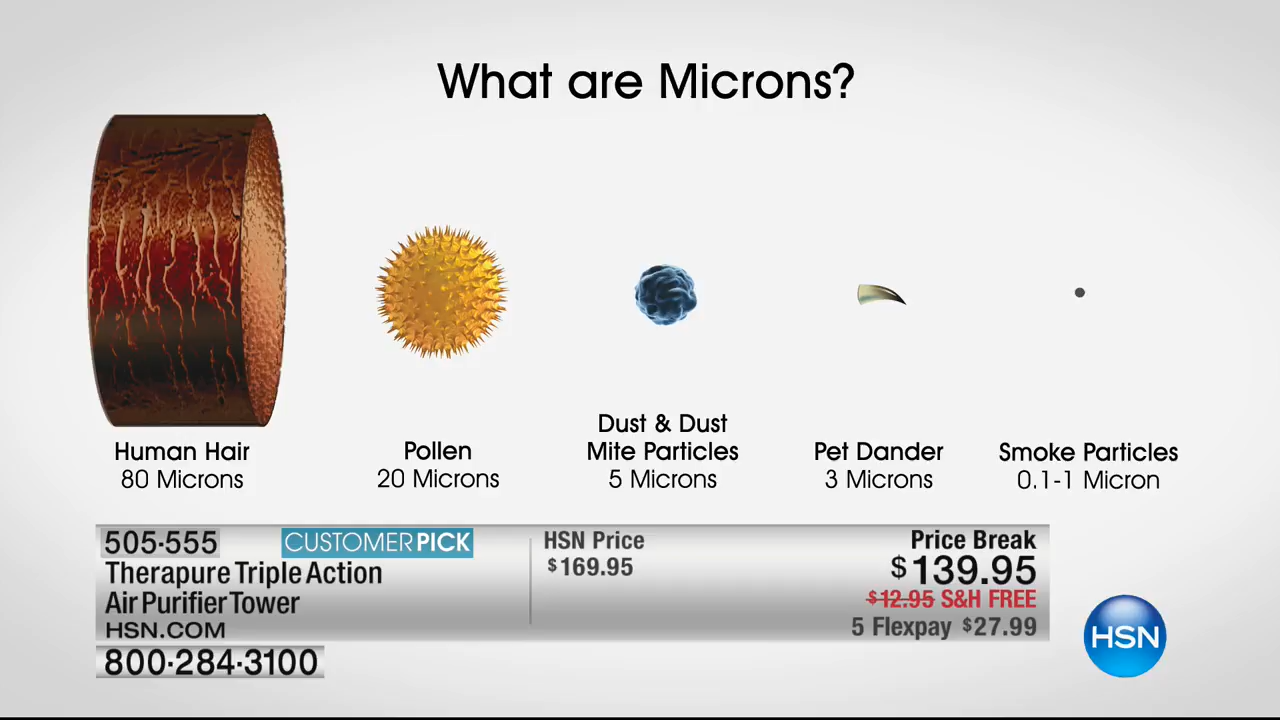 What are Microns?
Human Hair
80 Microns
Pollen
20 Microns
Dust & Dust
Mite Particles
5 Microns
Pet Dander
3 Microns
Smoke Particles
0.1-1 Micron
505·555
CUSTOMERPICK
Therapure Triple Action
Air Purifier Tower
HSN.COM
800·284·3100
HSN Price
$169.95
Price Break
$139.95
$12.95 S&H FREE
5 Flexpay $27.99
HSN